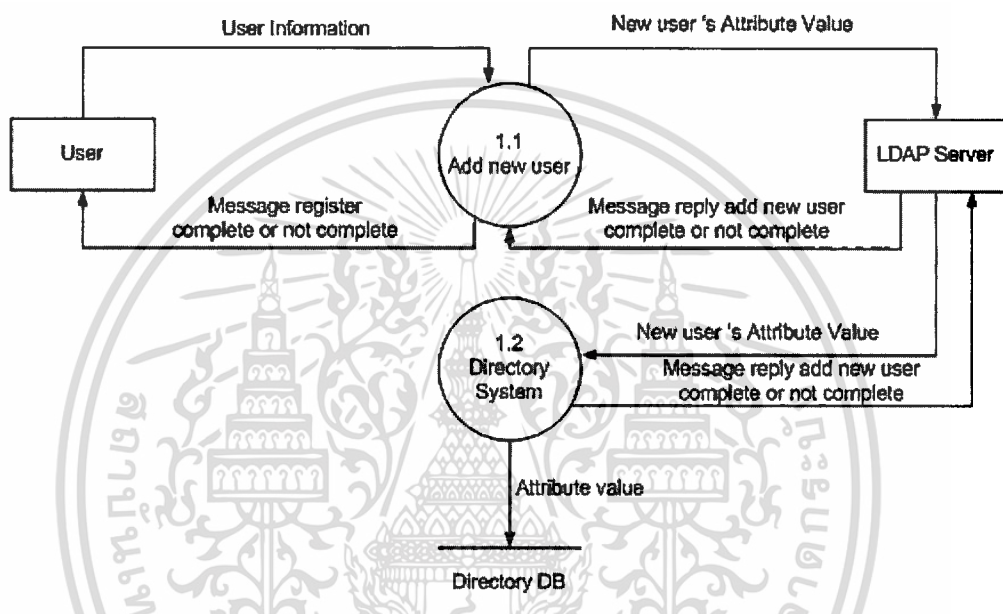 User Information
New user 's Attribute Value
User
1.1
Add new user
LDAP Server
Message register
complete or not complete
Message reply add new user
complete or not complete
New user 's Attribute Value
1.2
Directory
System
Message reply add new user
complete or not complete
Attribute value
Directory DB